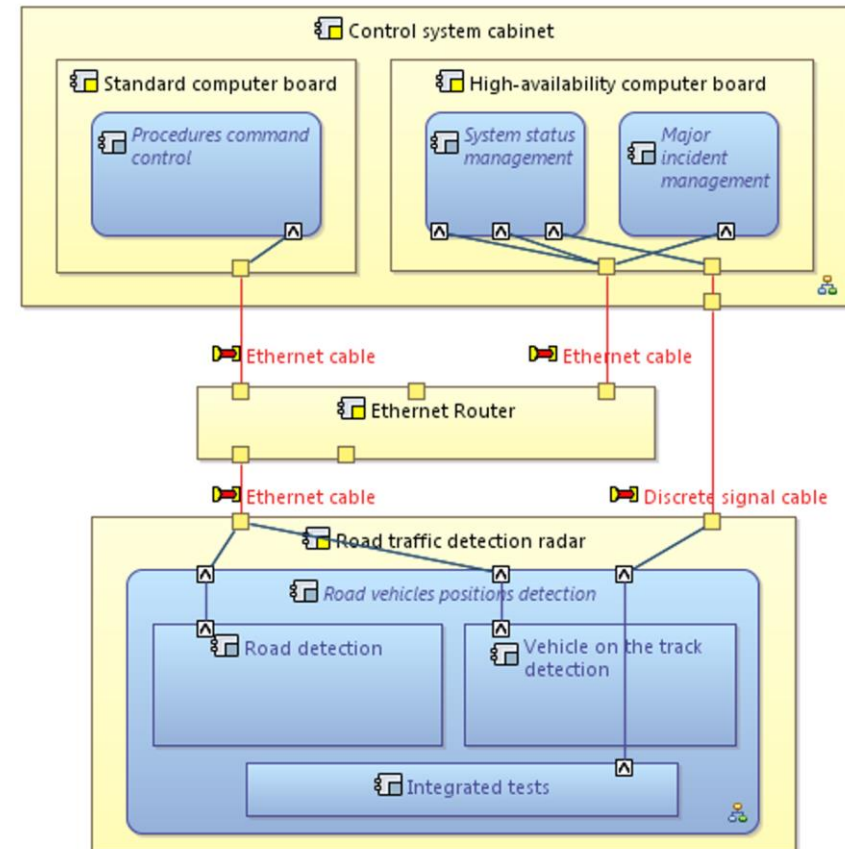 Control system cabinet
Standard computer board
High-availability computer board
Procedures command
control
System status
management
Major
incident
management
Ethernet cable
Ethernet cable
Ethernet Router
Ethernet cable
Discrete signal cable
Road traffic detection radar
Road vehicles positions detection
Road detection
Vehicle on the track
detection
Integrated tests